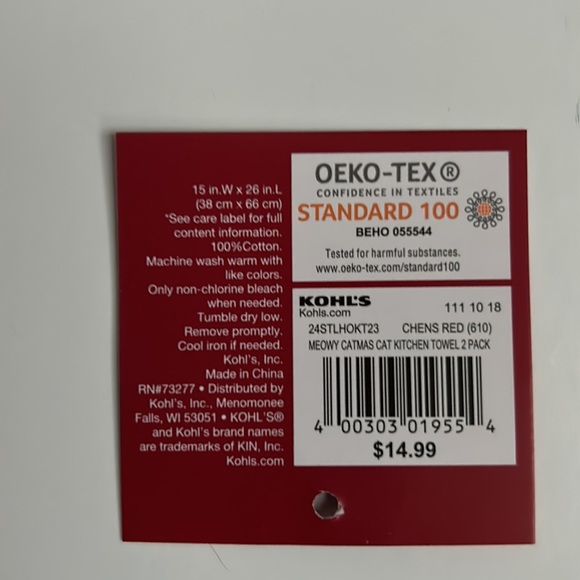 15 in.W x 26 in.L
(38 cm x 66 cm)
*See care label for full
content information.
100%Cotton.
Machine wash warm with
like colors.
Only non-chlorine bleach
when needed.
Tumble dry low.
Remove promptly.
Cool iron if needed.
Kohl's, Inc.
Made in China
RN#73277 • Distributed by
Kohl's, Inc., Menomonee
Falls, WI 53051 • KOHL'S®
and Kohl's brand names
are trademarks of KIN, Inc.
Kohls.com
OEKO-TEX®
CONFIDENCE IN TEXTILES
STANDARD 100
BEHO 055544
Tested for harmful substances.
www.oeko-tex.com/standard100
KOHL'S
Kohls.com 111 10 18
24STLHOKT23 CHENS RED (610)
MEOWY CATMAS CAT KITCHEN TOWEL 2 PACK
4 00303 01955 4
$14.99